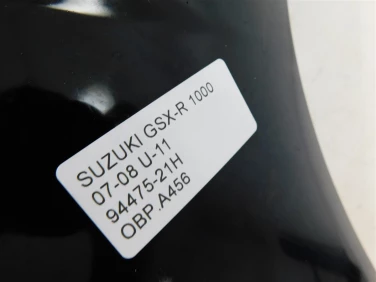 SUZUKI GSX-R 1000
07-08 U-11
94475-21H
OBP.A456